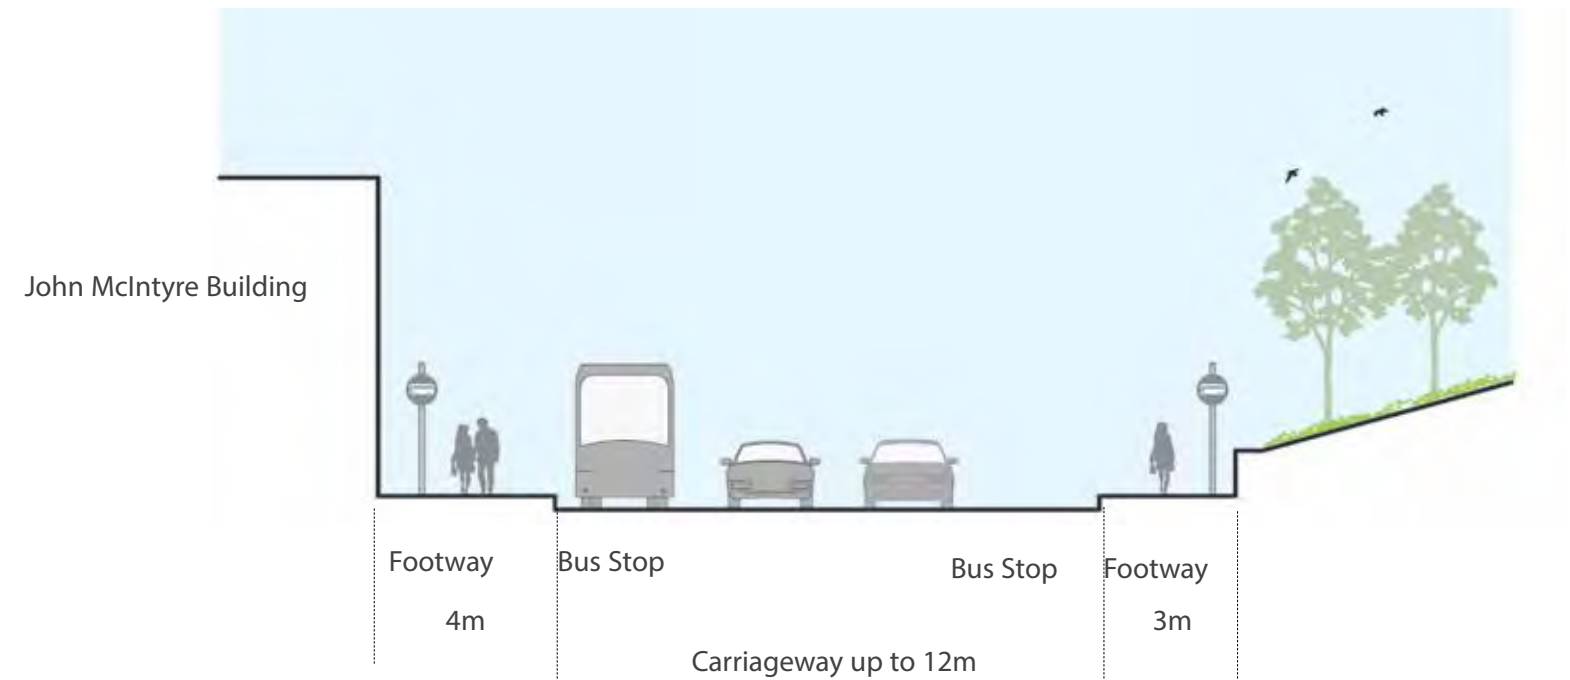 John McIntyre Building
Footway
Bus Stop
Bus Stop
Footway
4m
3m
Carriageway up to 12m